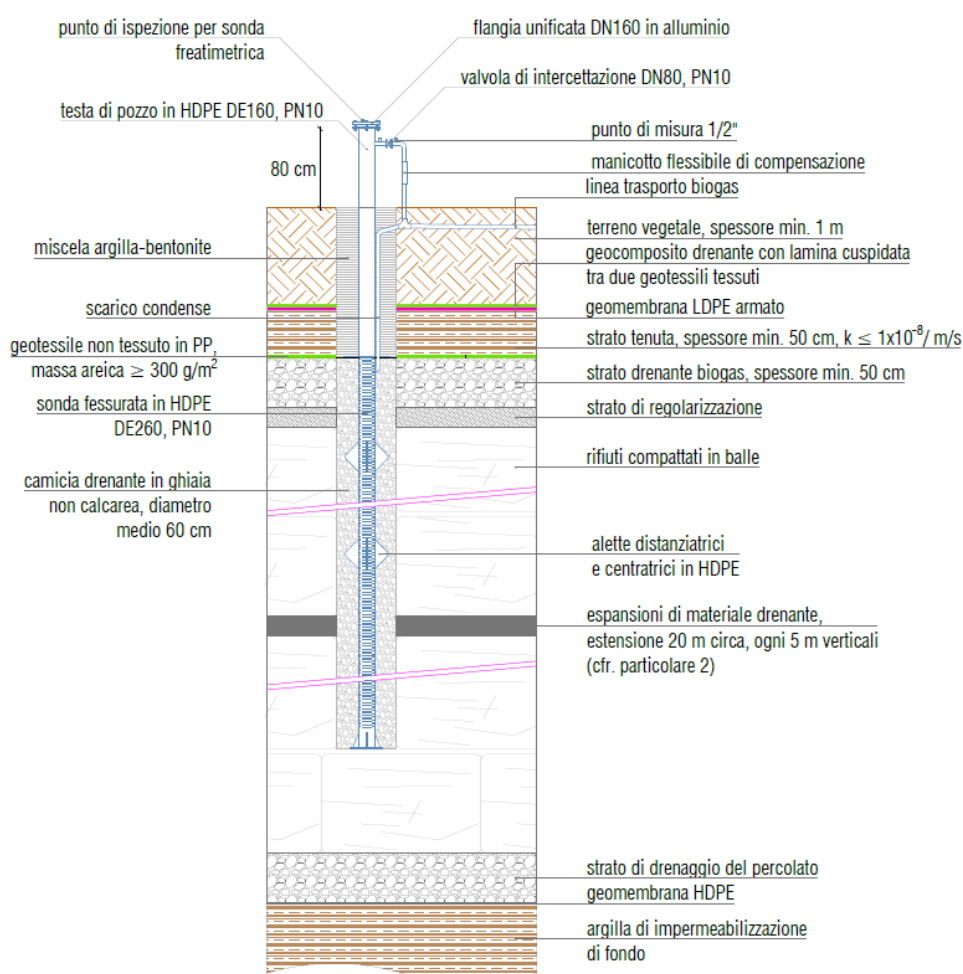 punto di ispezione per sonda
freatimetrica
testa di pozzo in HDPE DE160, PN10
80 cm
miscela argilla-bentonite
scarico condense
geotessile non tessuto in PP,
massa areica ≥ 300 g/m²
sonda fessurata in HDPE
DE260, PN10
camicia drenante in ghiaia
non calcarea, diametro
medio 60 cm
flangia unificata DN160 in alluminio
valvola di intercettazione DN80, PN10
punto di misura 1/2"
manicotto flessibile di compensazione
linea trasporto biogas
terreno vegetale, spessore min. 1 m
geocomposito drenante con lamina cuspidata
tra due geotessili tessuti
geomembrana LDPE armato
strato tenuta, spessore min. 50 cm, k ≤ 1x10⁻⁸/ m/s
strato drenante biogas, spessore min. 50 cm
strato di regolarizzazione
rifiuti compattati in balle
alette distanziatrici
e centratrici in HDPE
espansioni di materiale drenante,
estensione 20 m circa, ogni 5 m verticali
(cfr. particolare 2)
strato di drenaggio del percolato
geomembrana HDPE
argilla di impermeabilizzazione
di fondo